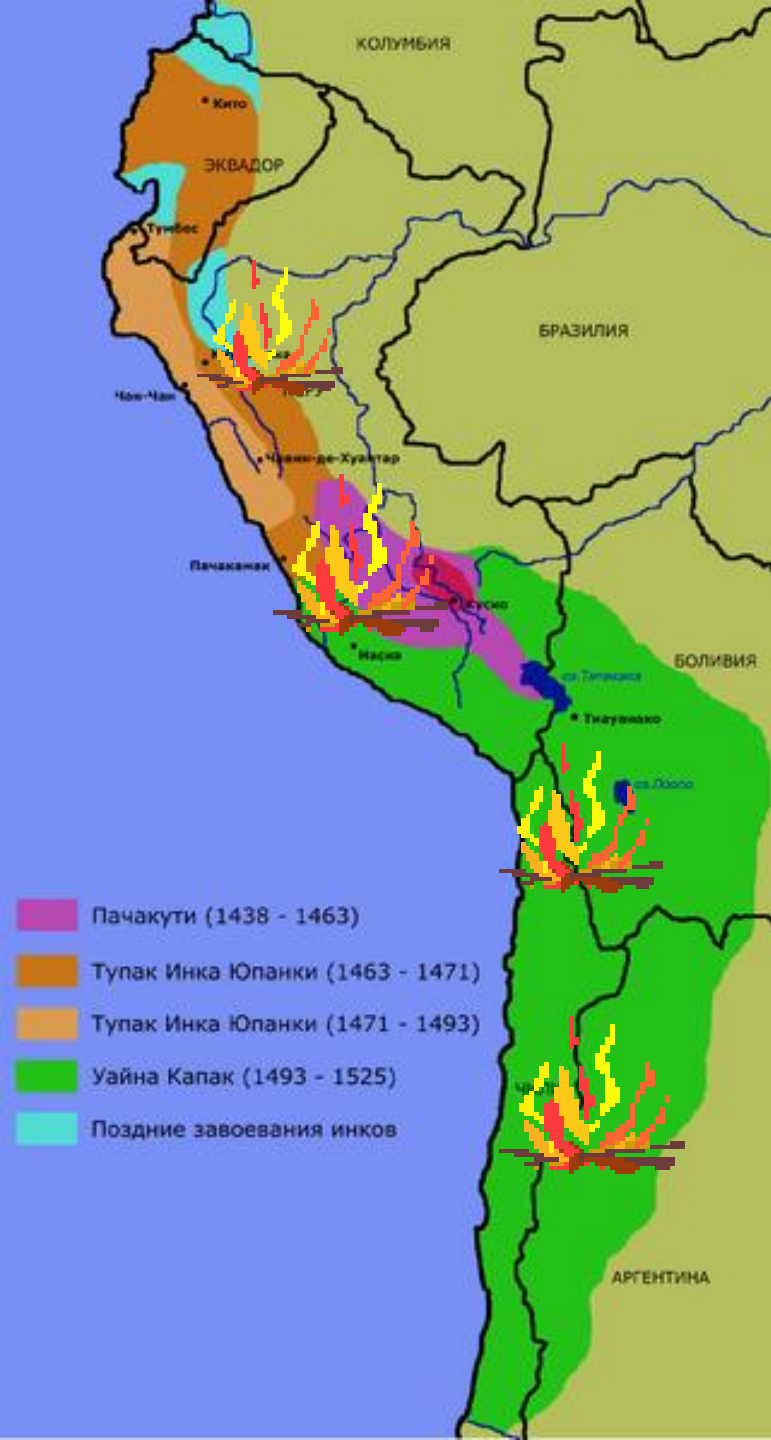 КОЛУМБИЯ
Кито
ЭКВАДОР
Тумбес
БРАЗИЛИЯ
Чан-Чан
Чавин-де-Хуантар
Пачакамак
Куско
Наска
БОЛИВИЯ
оз.Титикака
Тиауанако
оз.Поопо
Пачакути (1438 - 1463)
Тупак Инка Юпанки (1463 - 1471)
Тупак Инка Юпанки (1471 - 1493)
Уайна Капак (1493 - 1525)
Поздние завоевания инков
АРГЕНТИНА